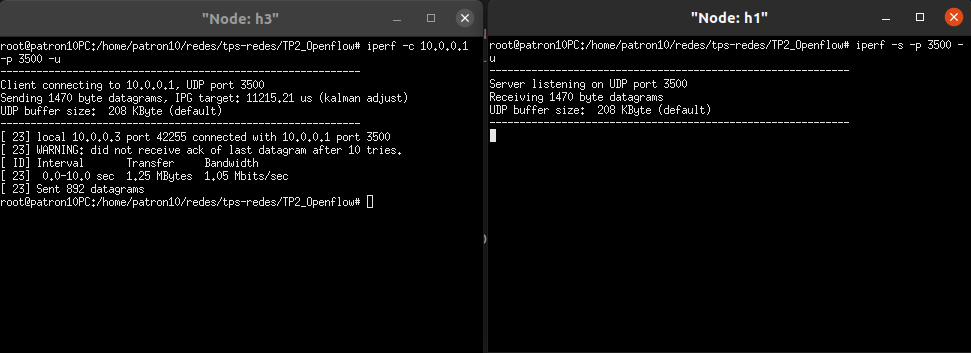 "Node: h3"
root@patron10PC:/home/patron10/redes/tps-redes/TP2_Openflow# iperf -c 10.0.0.1
-p 3500 -u
------------------------------------------------------------
Client connecting to 10.0.0.1, UDP port 3500
Sending 1470 byte datagrams, IPG target: 11215.21 us (kalman adjust)
UDP buffer size:  208 KByte (default)
------------------------------------------------------------
[ 23] local 10.0.0.3 port 42255 connected with 10.0.0.1 port 3500
[ 23] WARNING: did not receive ack of last datagram after 10 tries.
[ ID] Interval       Transfer     Bandwidth
[ 23]  0.0-10.0 sec  1.25 MBytes  1.05 Mbits/sec
[ 23] Sent 892 datagrams
root@patron10PC:/home/patron10/redes/tps-redes/TP2_Openflow#
"Node: h1"
root@patron10PC:/home/patron10/redes/tps-redes/TP2_Openflow# iperf -s -p 3500 -
u
------------------------------------------------------------
Server listening on UDP port 3500
Receiving 1470 byte datagrams
UDP buffer size:  208 KByte (default)
------------------------------------------------------------